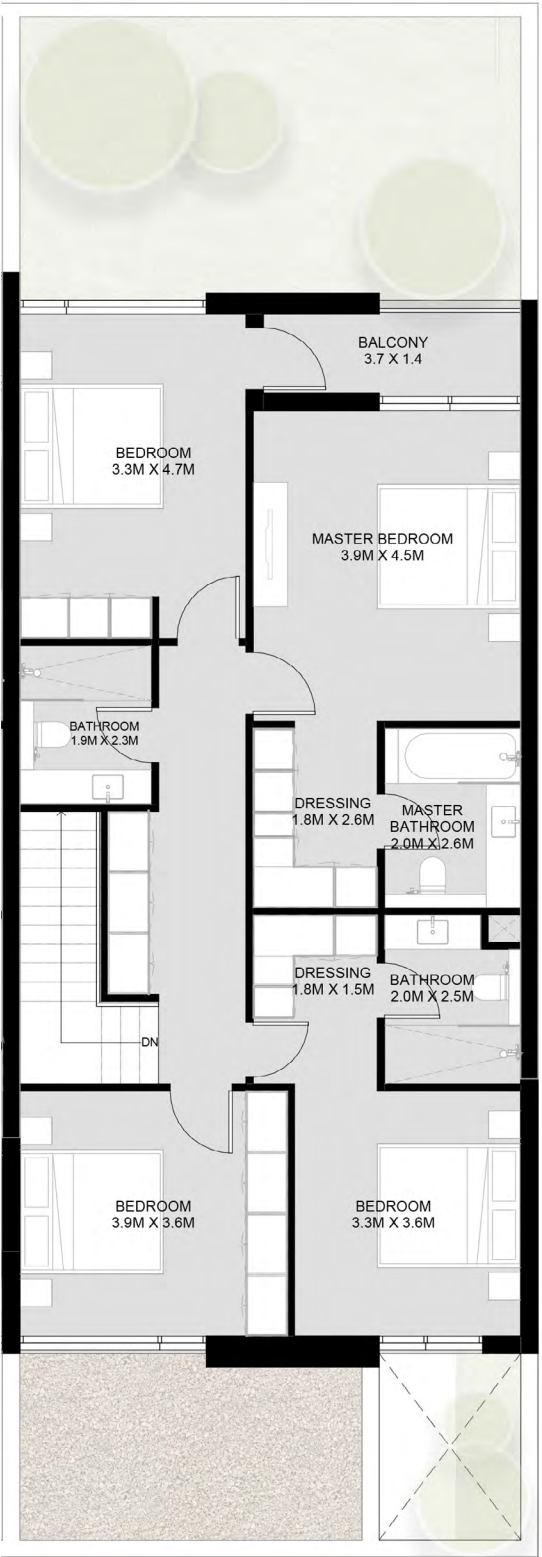 BALCONY
3.7 X 1.4
BEDROOM
3.3M X 4.7M
MASTER BEDROOM
3.9M X 4.5M
BATHROOM
1.9M X 2.3M
DRESSING
1.8M X 2.6M
MASTER
BATHROOM
2.0M X 2.6M
DRESSING
1.8M X 1.5M
BATHROOM
2.0M X 2.5M
DN
BEDROOM
3.9M X 3.6M
BEDROOM
3.3M X 3.6M